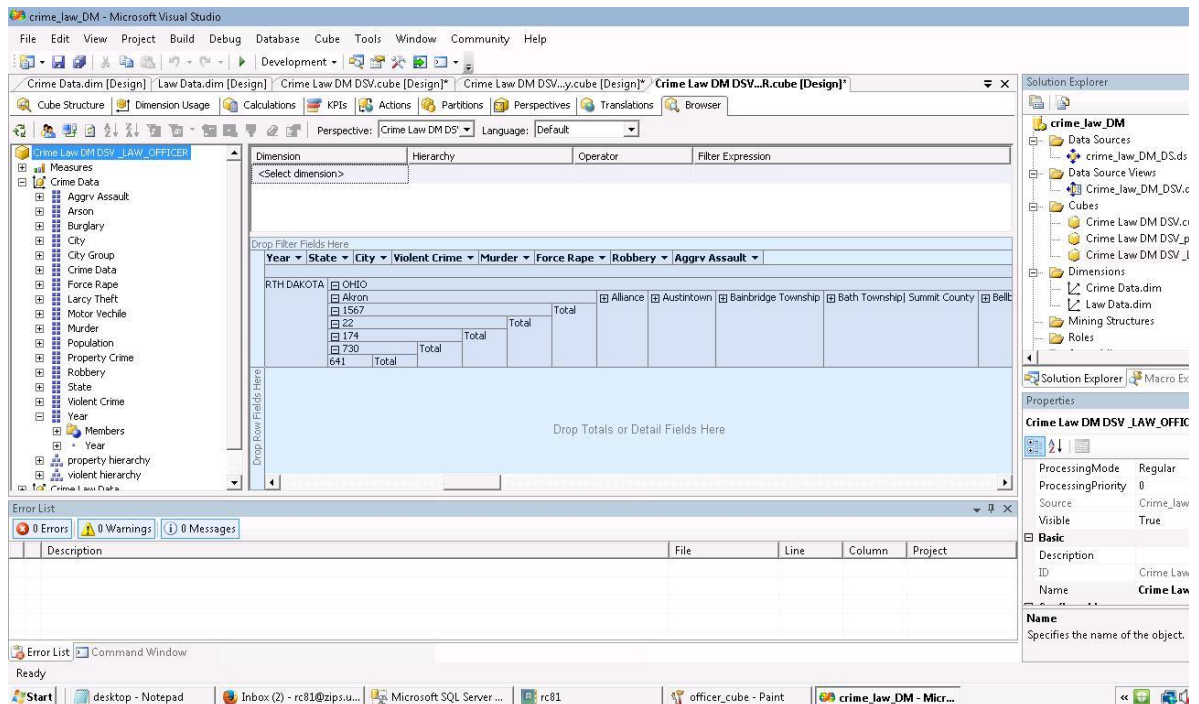 crime_law_DM - Microsoft Visual Studio
File Edit View Project Build Debug Database Cube Tools Window Community Help
Development
Crime Data.dim [Design] Law Data.dim [Design] Crime Law DM DSV.cube [Design]* Crime Law DM DSV...y.cube [Design]* Crime Law DM DSV...R.cube [Design]*
Cube Structure Dimension Usage Calculations KPIs Actions Partitions Perspectives Translations Browser
Perspective: Crime Law DM DS' Language: Default
Crime Law DM DSV _LAW_OFFICER
Measures
Crime Data
Aggrv Assault
Arson
Burglary
City
City Group
Crime Data
Force Rape
Larcy Theft
Motor Vechile
Murder
Population
Property Crime
Robbery
State
Violent Crime
Year
Members
Year
property hierarchy
violent hierarchy
Crime Law Data
Dimension Hierarchy Operator Filter Expression
<Select dimension>
Drop Filter Fields Here
Year State City Violent Crime Murder Force Rape Robbery Aggrv Assault
RTH DAKOTA OHIO
Akron Alliance Austintown Bainbridge Township Bath Township| Summit County Bellb
1567 Total
22 Total
174 Total
730 Total
641 Total
Drop Row Fields Here
Drop Totals or Detail Fields Here
Solution Explorer
crime_law_DM
Data Sources
crime_law_DM_DS.ds
Data Source Views
Crime_law_DM_DSV.d
Cubes
Crime Law DM DSV.cu
Crime Law DM DSV_p
Crime Law DM DSV _L
Dimensions
Crime Data.dim
Law Data.dim
Mining Structures
Roles
Solution Explorer Macro Ex
Properties
Crime Law DM DSV _LAW_OFFIC
ProcessingMode Regular
ProcessingPriority 0
Source Crime_law
Visible True
Basic
Description
ID Crime Law
Name Crime Law
Name
Specifies the name of the object.
Error List
0 Errors 0 Warnings 0 Messages
Description File Line Column Project
Error List Command Window
Ready
Start desktop - Notepad Inbox (2) - rc81@zips.u... Microsoft SQL Server ... rc81 officer_cube - Paint crime_law_DM - Micr...